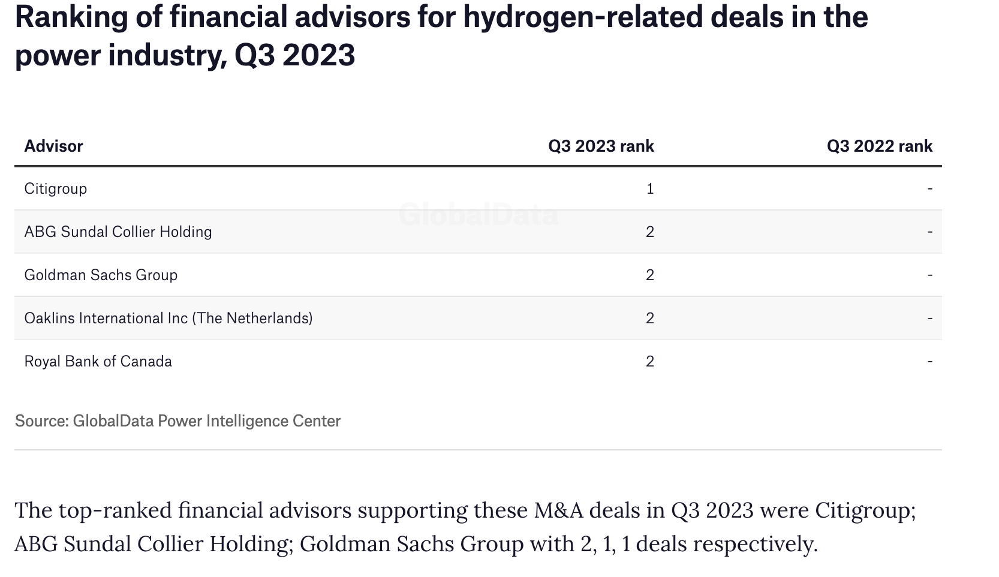 Ranking of financial advisors for hydrogen-related deals in the
power industry, Q3 2023
Advisor Q3 2023 rank Q3 2022 rank
Citigroup 1 -
GlobalData
ABG Sundal Collier Holding 2 -
Goldman Sachs Group 2 -
Oaklins International Inc (The Netherlands) 2 -
Royal Bank of Canada 2 -
Source: GlobalData Power Intelligence Center
The top-ranked financial advisors supporting these M&A deals in Q3 2023 were Citigroup;
ABG Sundal Collier Holding; Goldman Sachs Group with 2, 1, 1 deals respectively.